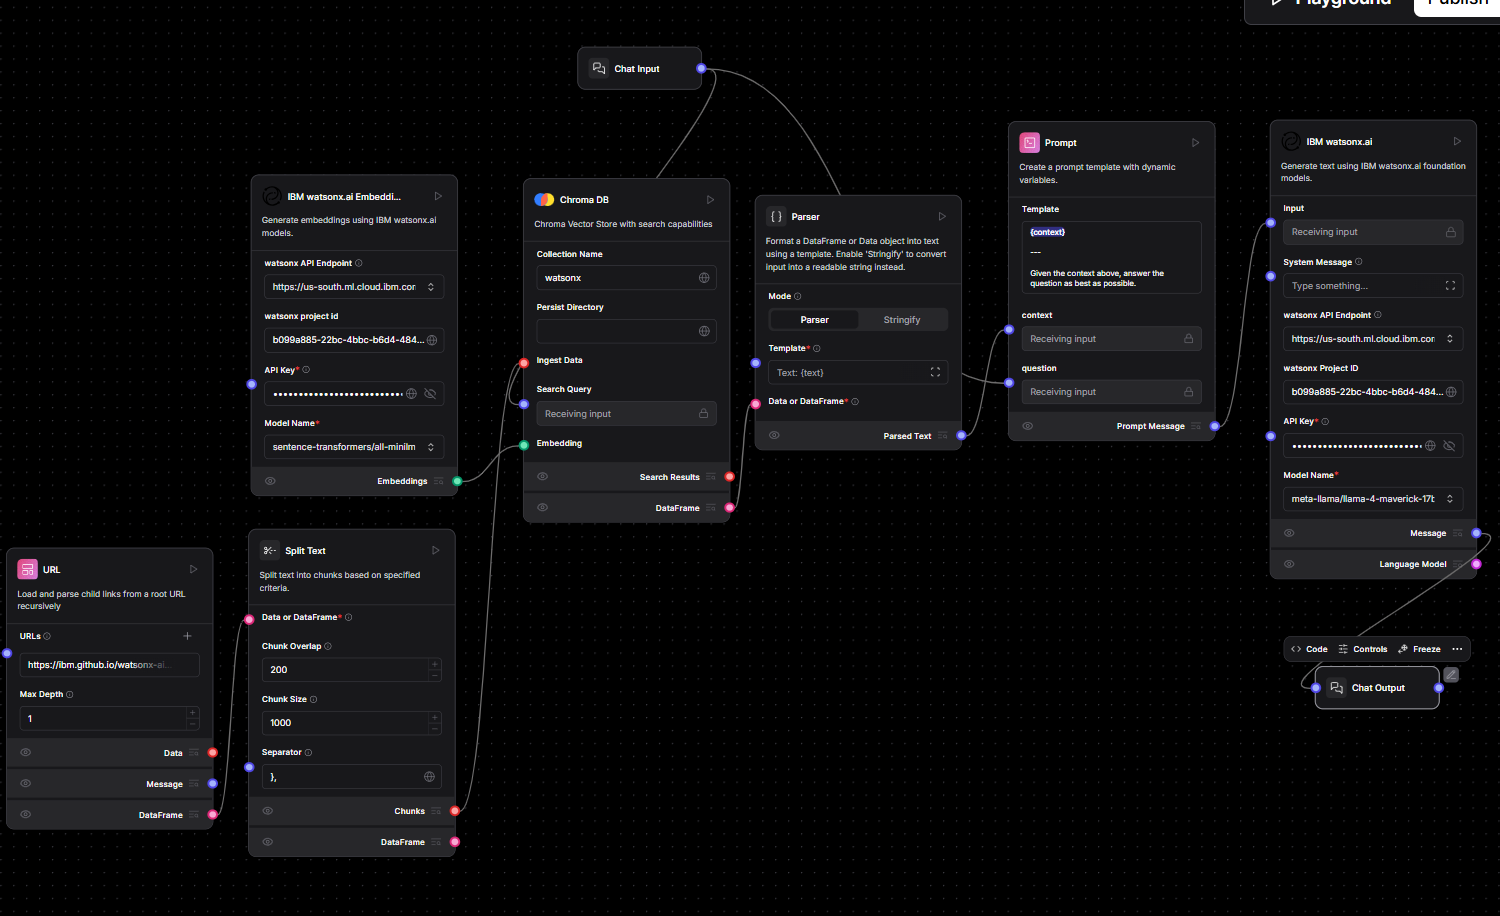 Playground
Publish
Chat Input
IBM watsonx.ai Embeddi...
Generate embeddings using IBM watsonx.ai
models.
watsonx API Endpoint
https://us-south.ml.cloud.ibm.cor
watsonx project id
b099a885-22bc-4bbc-b6d4-484...
API Key*
••••••••••••••••••••••••••
Model Name*
sentence-transformers/all-minilm
Embeddings
Chroma DB
Chroma Vector Store with search capabilities
Collection Name
watsonx
Persist Directory
Ingest Data
Search Query
Receiving input
Embedding
Search Results
DataFrame
Parser
Format a DataFrame or Data object into text
using a template. Enable 'Stringify' to convert
input into a readable string instead.
Mode
Parser
Stringify
Template*
Text: {text}
Data or DataFrame*
Parsed Text
Prompt
Create a prompt template with dynamic
variables.
Template
{context}
---
Given the context above, answer the
question as best as possible.
context
Receiving input
question
Receiving input
Prompt Message
IBM watsonx.ai
Generate text using IBM watsonx.ai foundation
models.
Input
Receiving input
System Message
Type something...
watsonx API Endpoint
https://us-south.ml.cloud.ibm.cor
watsonx Project ID
b099a885-22bc-4bbc-b6d4-484...
API Key*
••••••••••••••••••••••••••
Model Name*
meta-llama/llama-4-maverick-17b
Message
Language Model
URL
Load and parse child links from a root URL
recursively
URLs
https://ibm.github.io/watsonx-ai...
Max Depth
1
Data
Message
DataFrame
Split Text
Split text into chunks based on specified
criteria.
Data or DataFrame*
Chunk Overlap
200
Chunk Size
1000
Separator
},
Chunks
DataFrame
Code
Controls
Freeze
Chat Output